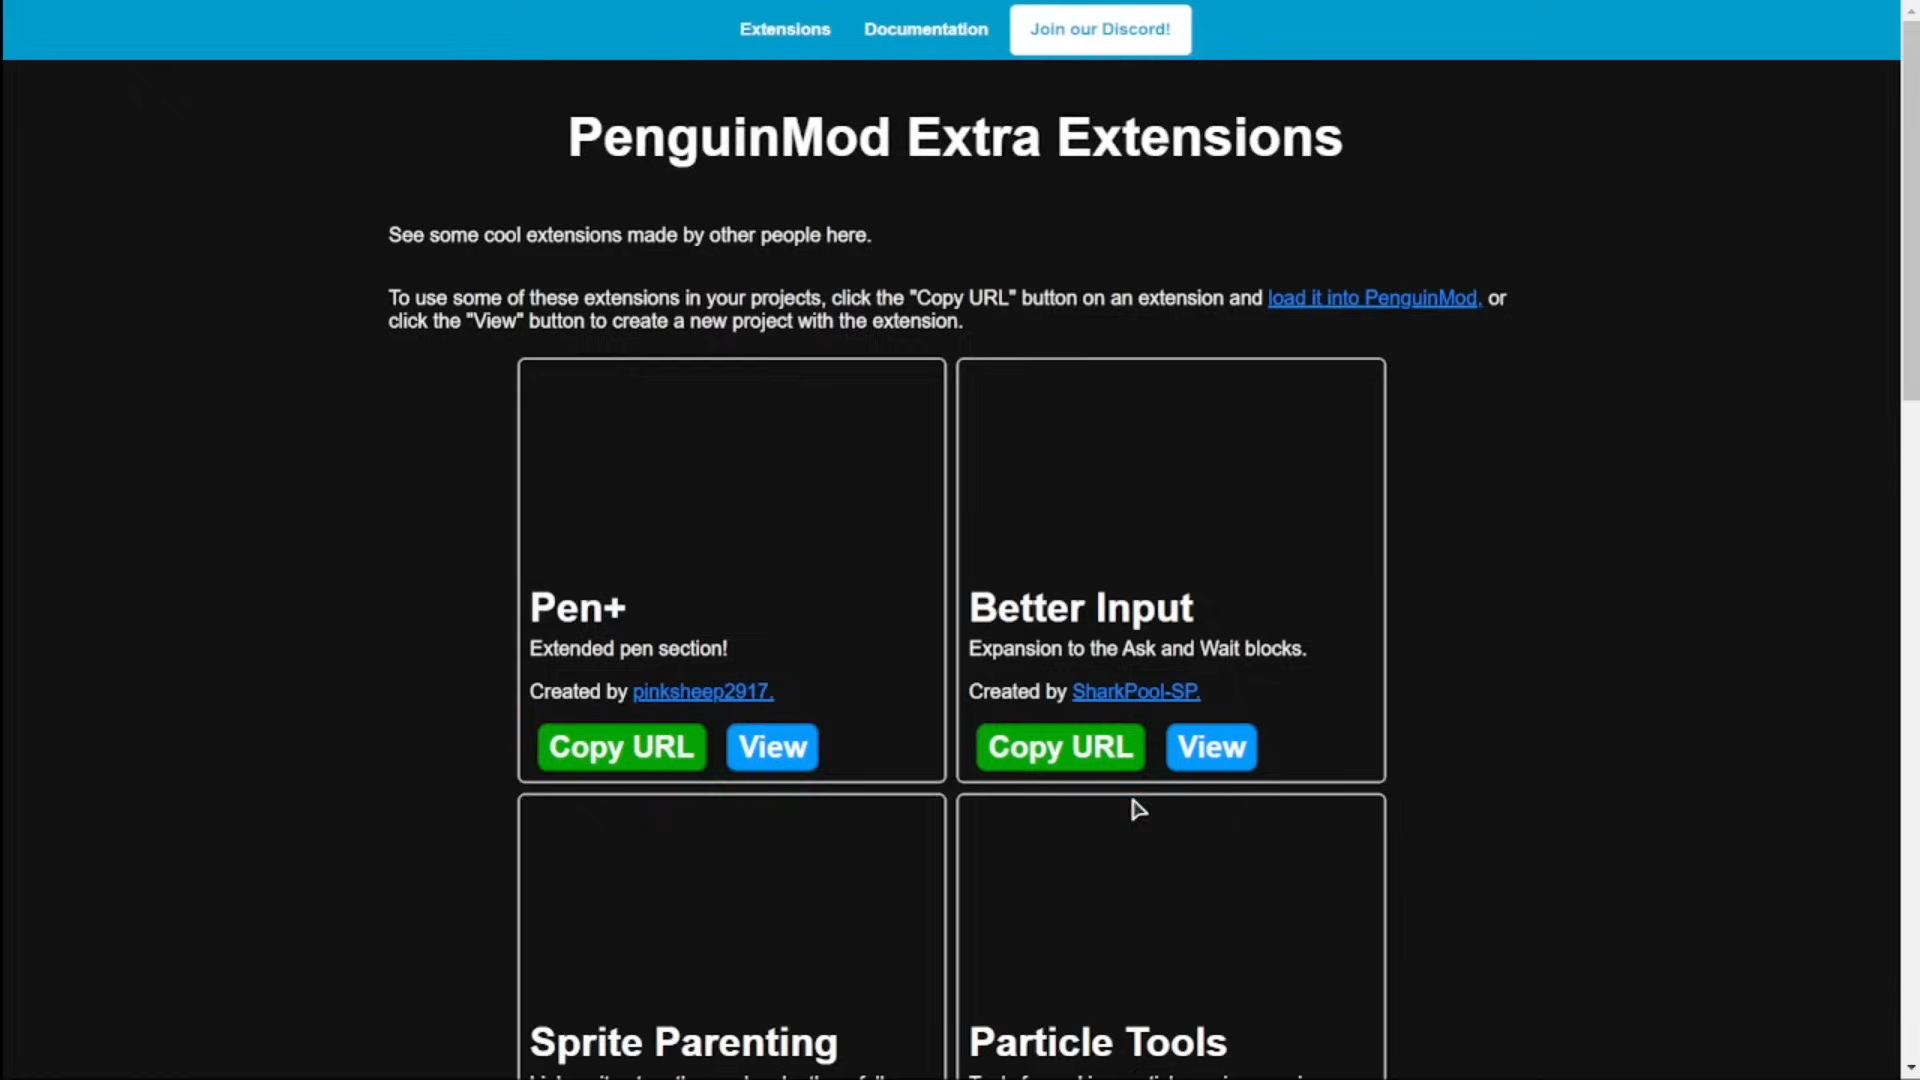 Extensions
Documentation
Join our Discord!
PenguinMod Extra Extensions
See some cool extensions made by other people here.
To use some of these extensions in your projects, click the "Copy URL" button on an extension and load it into PenguinMod, or
click the "View" button to create a new project with the extension.
Pen+
Extended pen section!
Created by pinksheep2917.
Copy URL
View
Better Input
Expansion to the Ask and Wait blocks.
Created by SharkPool-SP.
Copy URL
View
Sprite Parenting
Particle Tools